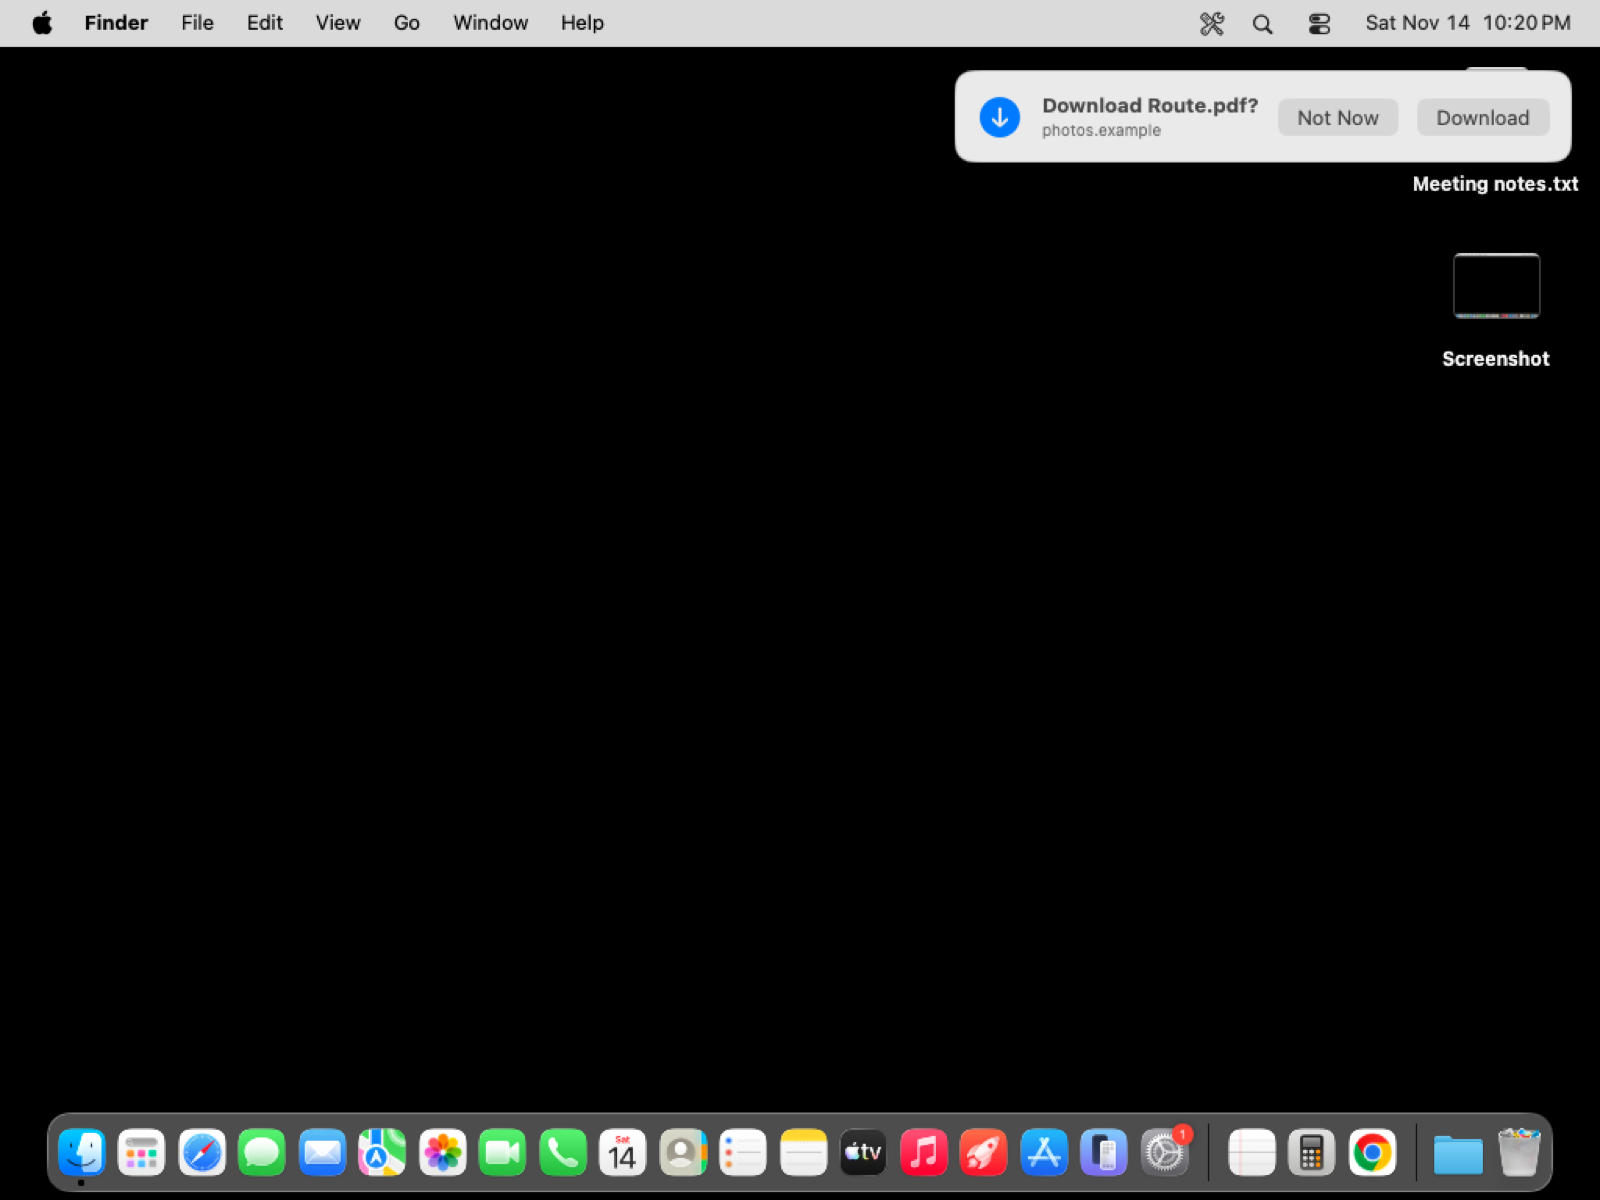 Finder File Edit View Go Window Help Sat Nov 14 10:20 PM
Download Route.pdf?
photos.example
Not Now Download
Meeting notes.txt
Screenshot
Sat
14
tv
1